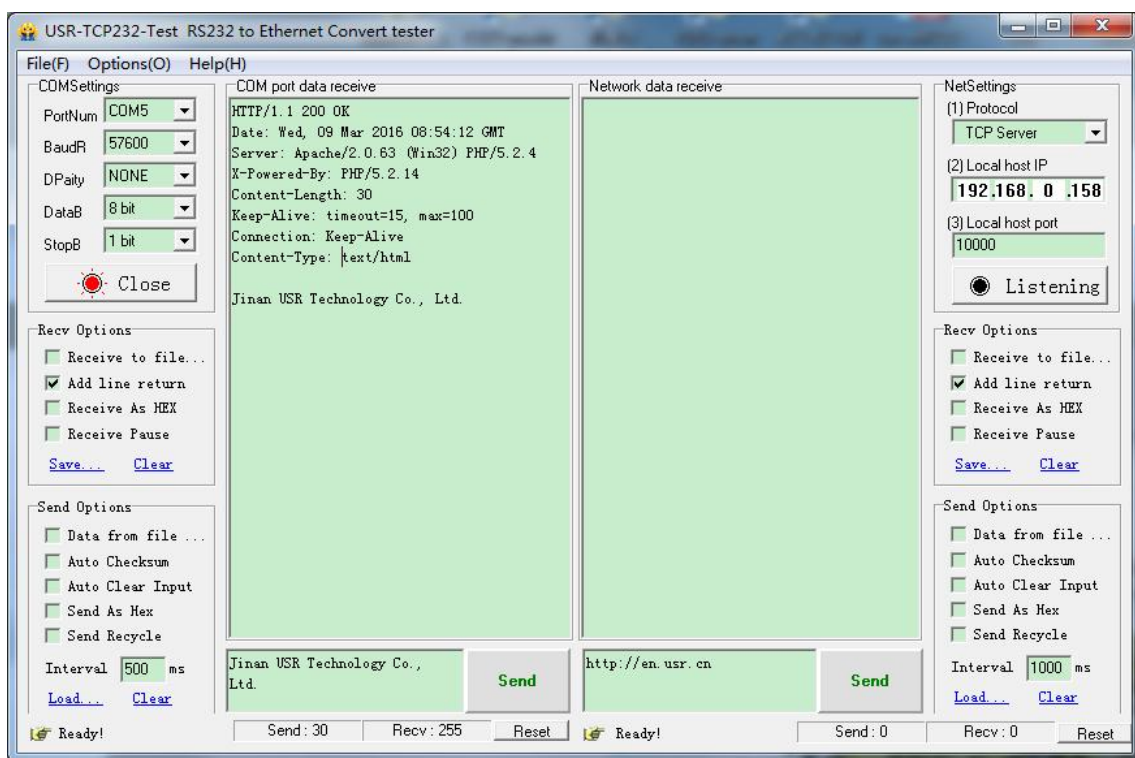 USR-TCP232-Test RS232 to Ethernet Convert tester
File(F) Options(O) Help(H)
COMSettings
PortNum COM5
BaudR 57600
DPaity NONE
DataB 8 bit
StopB 1 bit
Close
Recv Options
Receive to file...
Add line return
Receive As HEX
Receive Pause
Save... Clear
Send Options
Data from file ...
Auto Checksum
Auto Clear Input
Send As Hex
Send Recycle
Interval 500 ms
Load... Clear
COM port data receive
HTTP/1.1 200 OK
Date: Wed, 09 Mar 2016 08:54:12 GMT
Server: Apache/2.0.63 (Win32) PHP/5.2.4
X-Powered-By: PHP/5.2.14
Content-Length: 30
Keep-Alive: timeout=15, max=100
Connection: Keep-Alive
Content-Type: text/html
Jinan USR Technology Co., Ltd.
Jinan USR Technology Co.,
Ltd.
Send
Network data receive
http://en.usr.cn
Send
NetSettings
(1) Protocol
TCP Server
(2) Local host IP
192.168. 0 .158
(3) Local host port
10000
Listening
Recv Options
Receive to file...
Add line return
Receive As HEX
Receive Pause
Save... Clear
Send Options
Data from file ...
Auto Checksum
Auto Clear Input
Send As Hex
Send Recycle
Interval 1000 ms
Load... Clear
Ready! Send : 30 Recv : 255 Reset
Ready! Send : 0 Recv : 0 Reset